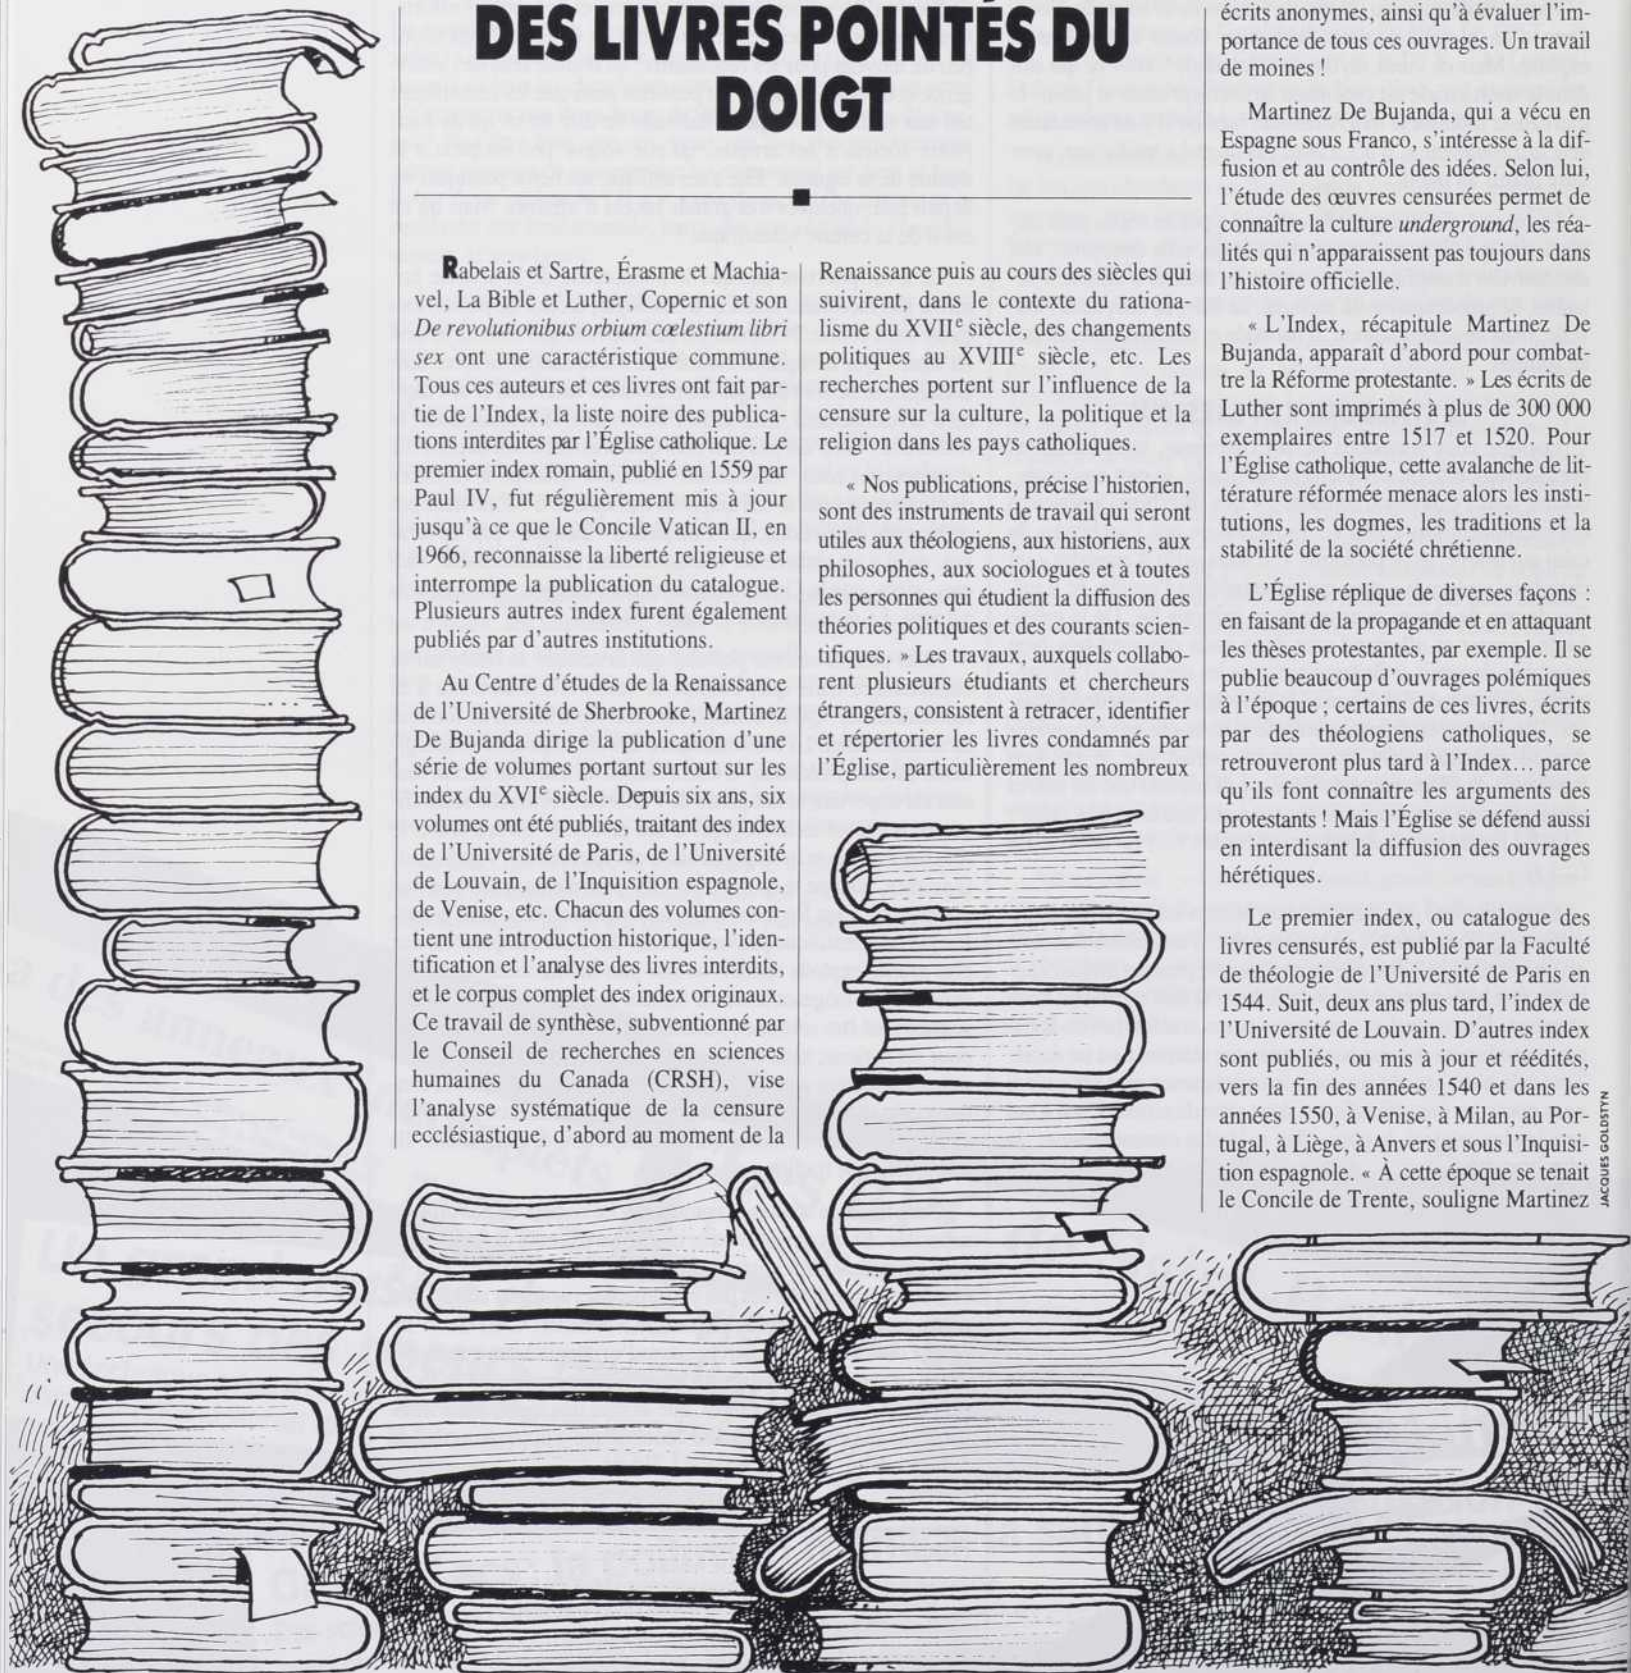 DES LIVRES POINTÉS DU
DOIGT
Rabelais et Sartre, Érasme et Machia-
vel, La Bible et Luther, Copernic et son
De revolutionibus orbium cœlestium libri
sex ont une caractéristique commune.
Tous ces auteurs et ces livres ont fait par-
tie de l'Index, la liste noire des publica-
tions interdites par l'Église catholique. Le
premier index romain, publié en 1559 par
Paul IV, fut régulièrement mis à jour
jusqu'à ce que le Concile Vatican II, en
1966, reconnaisse la liberté religieuse et
interrompe la publication du catalogue.
Plusieurs autres index furent également
publiés par d'autres institutions.
Au Centre d'études de la Renaissance
de l'Université de Sherbrooke, Martinez
De Bujanda dirige la publication d'une
série de volumes portant surtout sur les
index du XVIe siècle. Depuis six ans, six
volumes ont été publiés, traitant des index
de l'Université de Paris, de l'Université
de Louvain, de l'Inquisition espagnole,
de Venise, etc. Chacun des volumes con-
tient une introduction historique, l'iden-
tification et l'analyse des livres interdits,
et le corpus complet des index originaux.
Ce travail de synthèse, subventionné par
le Conseil de recherches en sciences
humaines du Canada (CRSH), vise
l'analyse systématique de la censure
ecclésiastique, d'abord au moment de la
Renaissance puis au cours des siècles qui
suivirent, dans le contexte du rationa-
lisme du XVIIe siècle, des changements
politiques au XVIIIe siècle, etc. Les
recherches portent sur l'influence de la
censure sur la culture, la politique et la
religion dans les pays catholiques.
« Nos publications, précise l'historien,
sont des instruments de travail qui seront
utiles aux théologiens, aux historiens, aux
philosophes, aux sociologues et à toutes
les personnes qui étudient la diffusion des
théories politiques et des courants scien-
tifiques. » Les travaux, auxquels collabo-
rent plusieurs étudiants et chercheurs
étrangers, consistent à retracer, identifier
et répertorier les livres condamnés par
l'Église, particulièrement les nombreux
écrits anonymes, ainsi qu'à évaluer l'im-
portance de tous ces ouvrages. Un travail
de moines !
Martinez De Bujanda, qui a vécu en
Espagne sous Franco, s'intéresse à la dif-
fusion et au contrôle des idées. Selon lui,
l'étude des œuvres censurées permet de
connaître la culture underground, les réa-
lités qui n'apparaissent pas toujours dans
l'histoire officielle.
« L'Index, récapitule Martinez De
Bujanda, apparaît d'abord pour combat-
tre la Réforme protestante. » Les écrits de
Luther sont imprimés à plus de 300 000
exemplaires entre 1517 et 1520. Pour
l'Église catholique, cette avalanche de lit-
térature réformée menace alors les insti-
tutions, les dogmes, les traditions et la
stabilité de la société chrétienne.
L'Église réplique de diverses façons :
en faisant de la propagande et en attaquant
les thèses protestantes, par exemple. Il se
publie beaucoup d'ouvrages polémiques
à l'époque ; certains de ces livres, écrits
par des théologiens catholiques, se
retrouveront plus tard à l'Index... parce
qu'ils font connaître les arguments des
protestants ! Mais l'Église se défend aussi
en interdisant la diffusion des ouvrages
hérétiques.
Le premier index, ou catalogue des
livres censurés, est publié par la Faculté
de théologie de l'Université de Paris en
1544. Suit, deux ans plus tard, l'index de
l'Université de Louvain. D'autres index
sont publiés, ou mis à jour et réédités,
vers la fin des années 1540 et dans les
années 1550, à Venise, à Milan, au Por-
tugal, à Liège, à Anvers et sous l'Inquisi-
tion espagnole. « À cette époque se tenait
le Concile de Trente, souligne Martinez
JACQUES GOLDSTYN